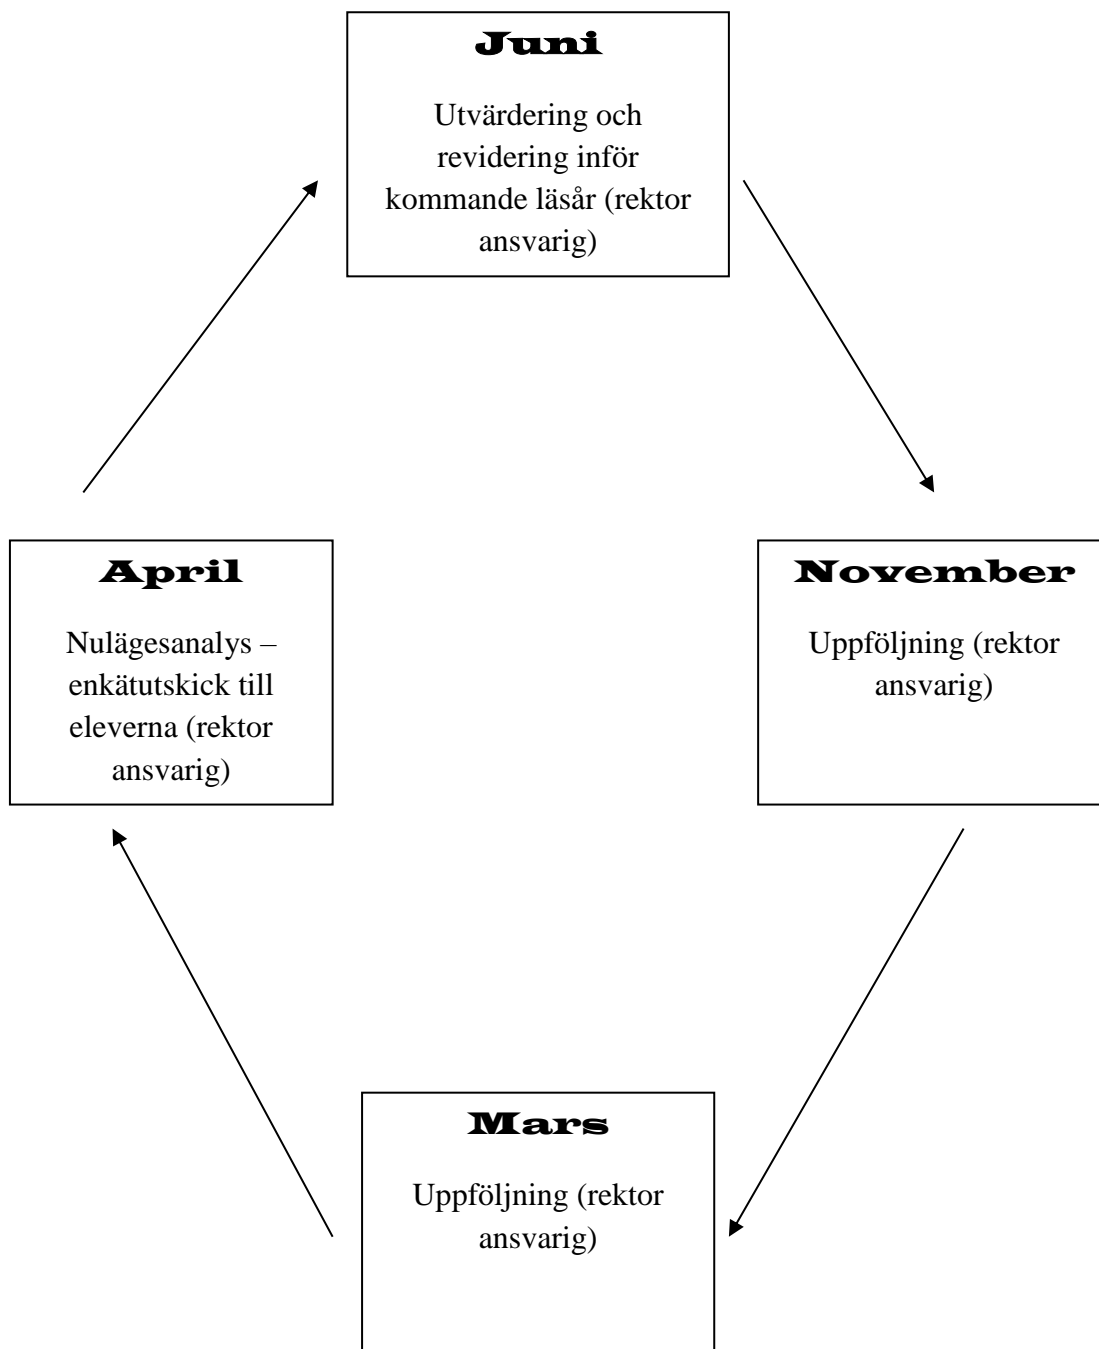 Juni
Utvärdering och
revidering inför
kommande läsår (rektor
ansvarig)
April
Nulägesanalys –
enkätutskick till
eleverna (rektor
ansvarig)
November
Uppföljning (rektor
ansvarig)
Mars
Uppföljning (rektor
ansvarig)